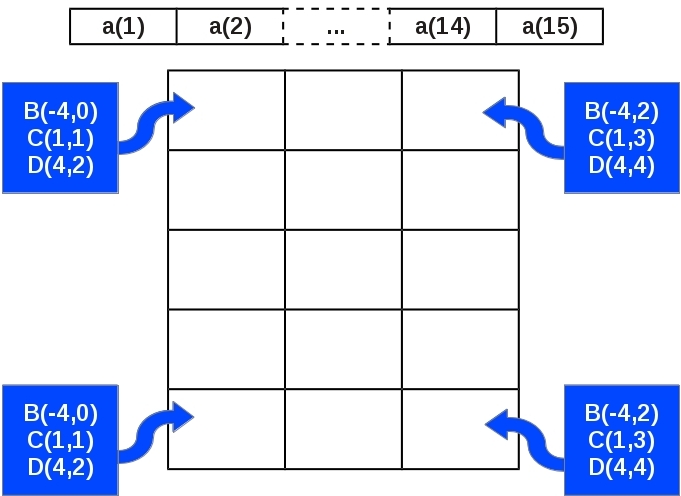 a(1) a(2) ... a(14) a(15)
B(-4,0)
C(1,1)
D(4,2)
B(-4,2)
C(1,3)
D(4,4)
B(-4,0)
C(1,1)
D(4,2)
B(-4,2)
C(1,3)
D(4,4)